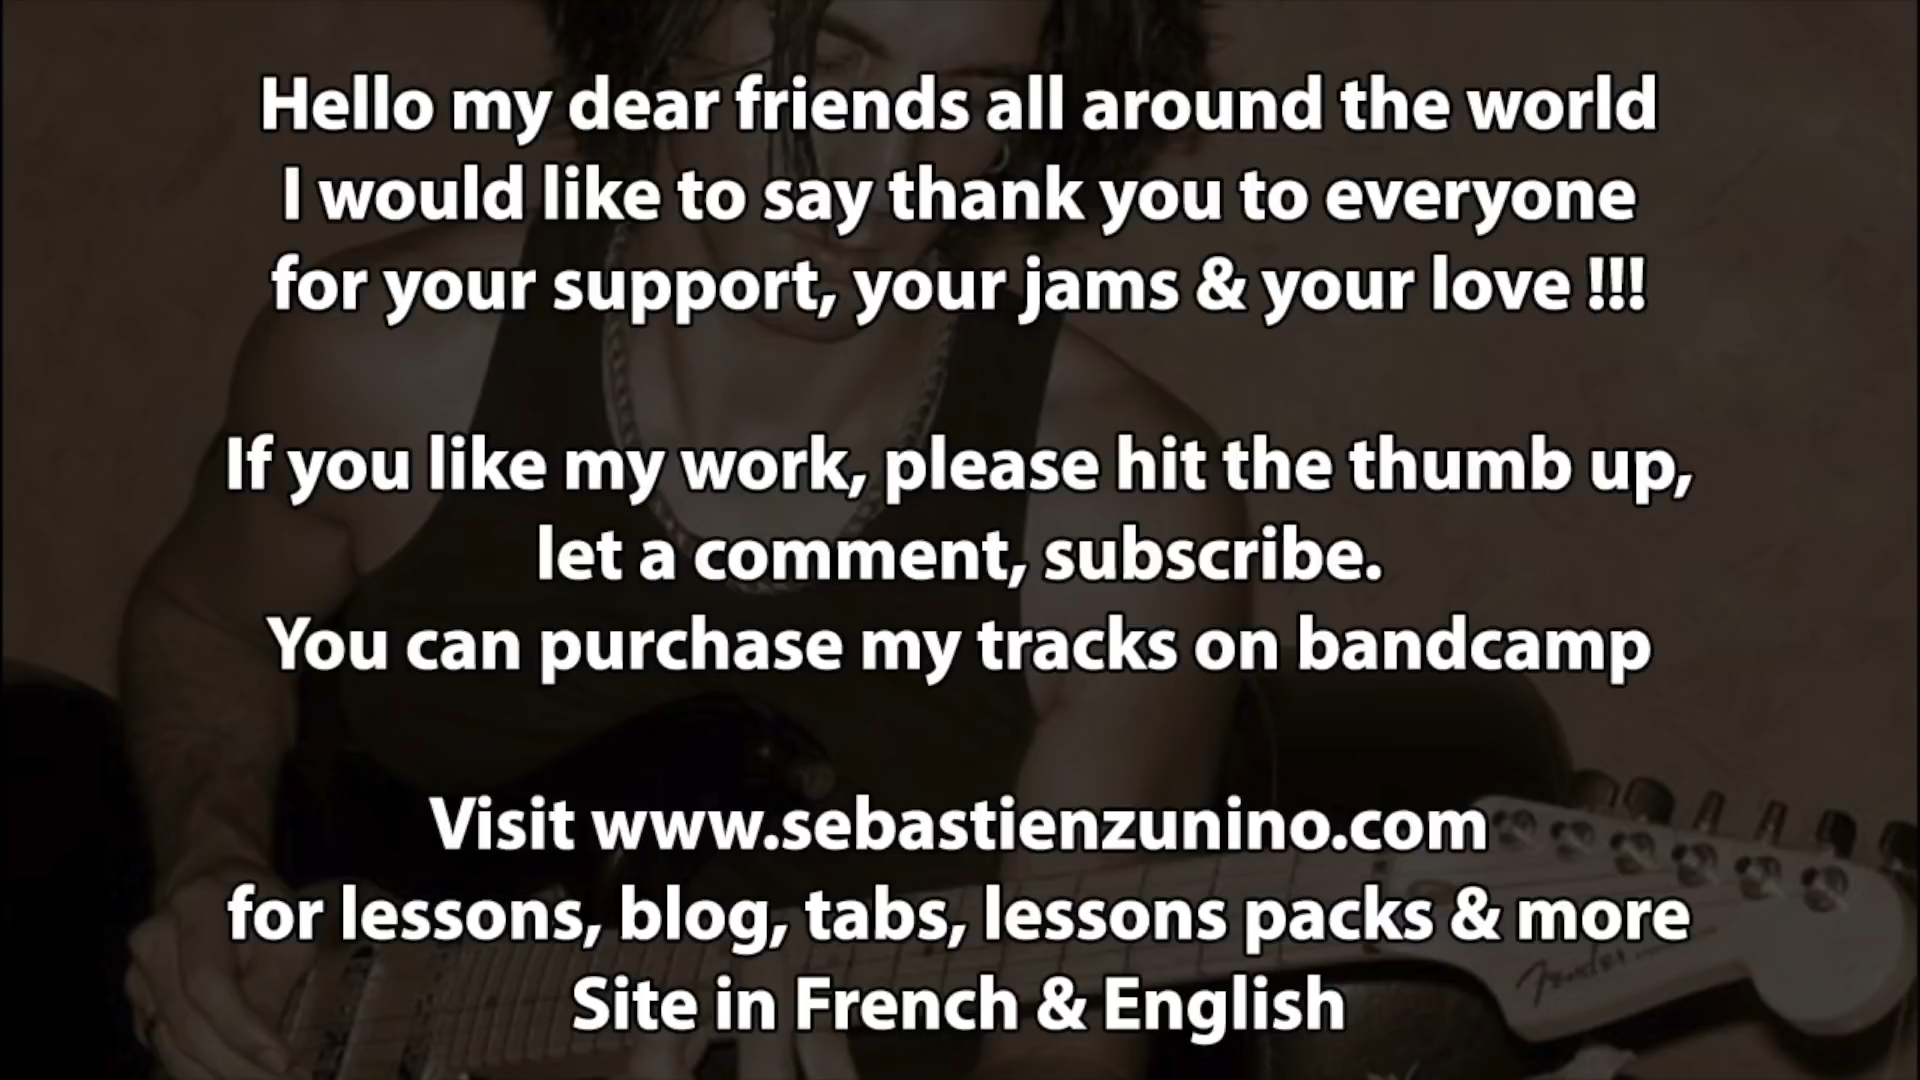 Hello my dear friends all around the world
I would like to say thank you to everyone
for your support, your jams & your love !!!
If you like my work, please hit the thumb up,
let a comment, subscribe.
You can purchase my tracks on bandcamp
Visit www.sebastienzunino.com
for lessons, blog, tabs, lessons packs & more
Site in French & English
Fender